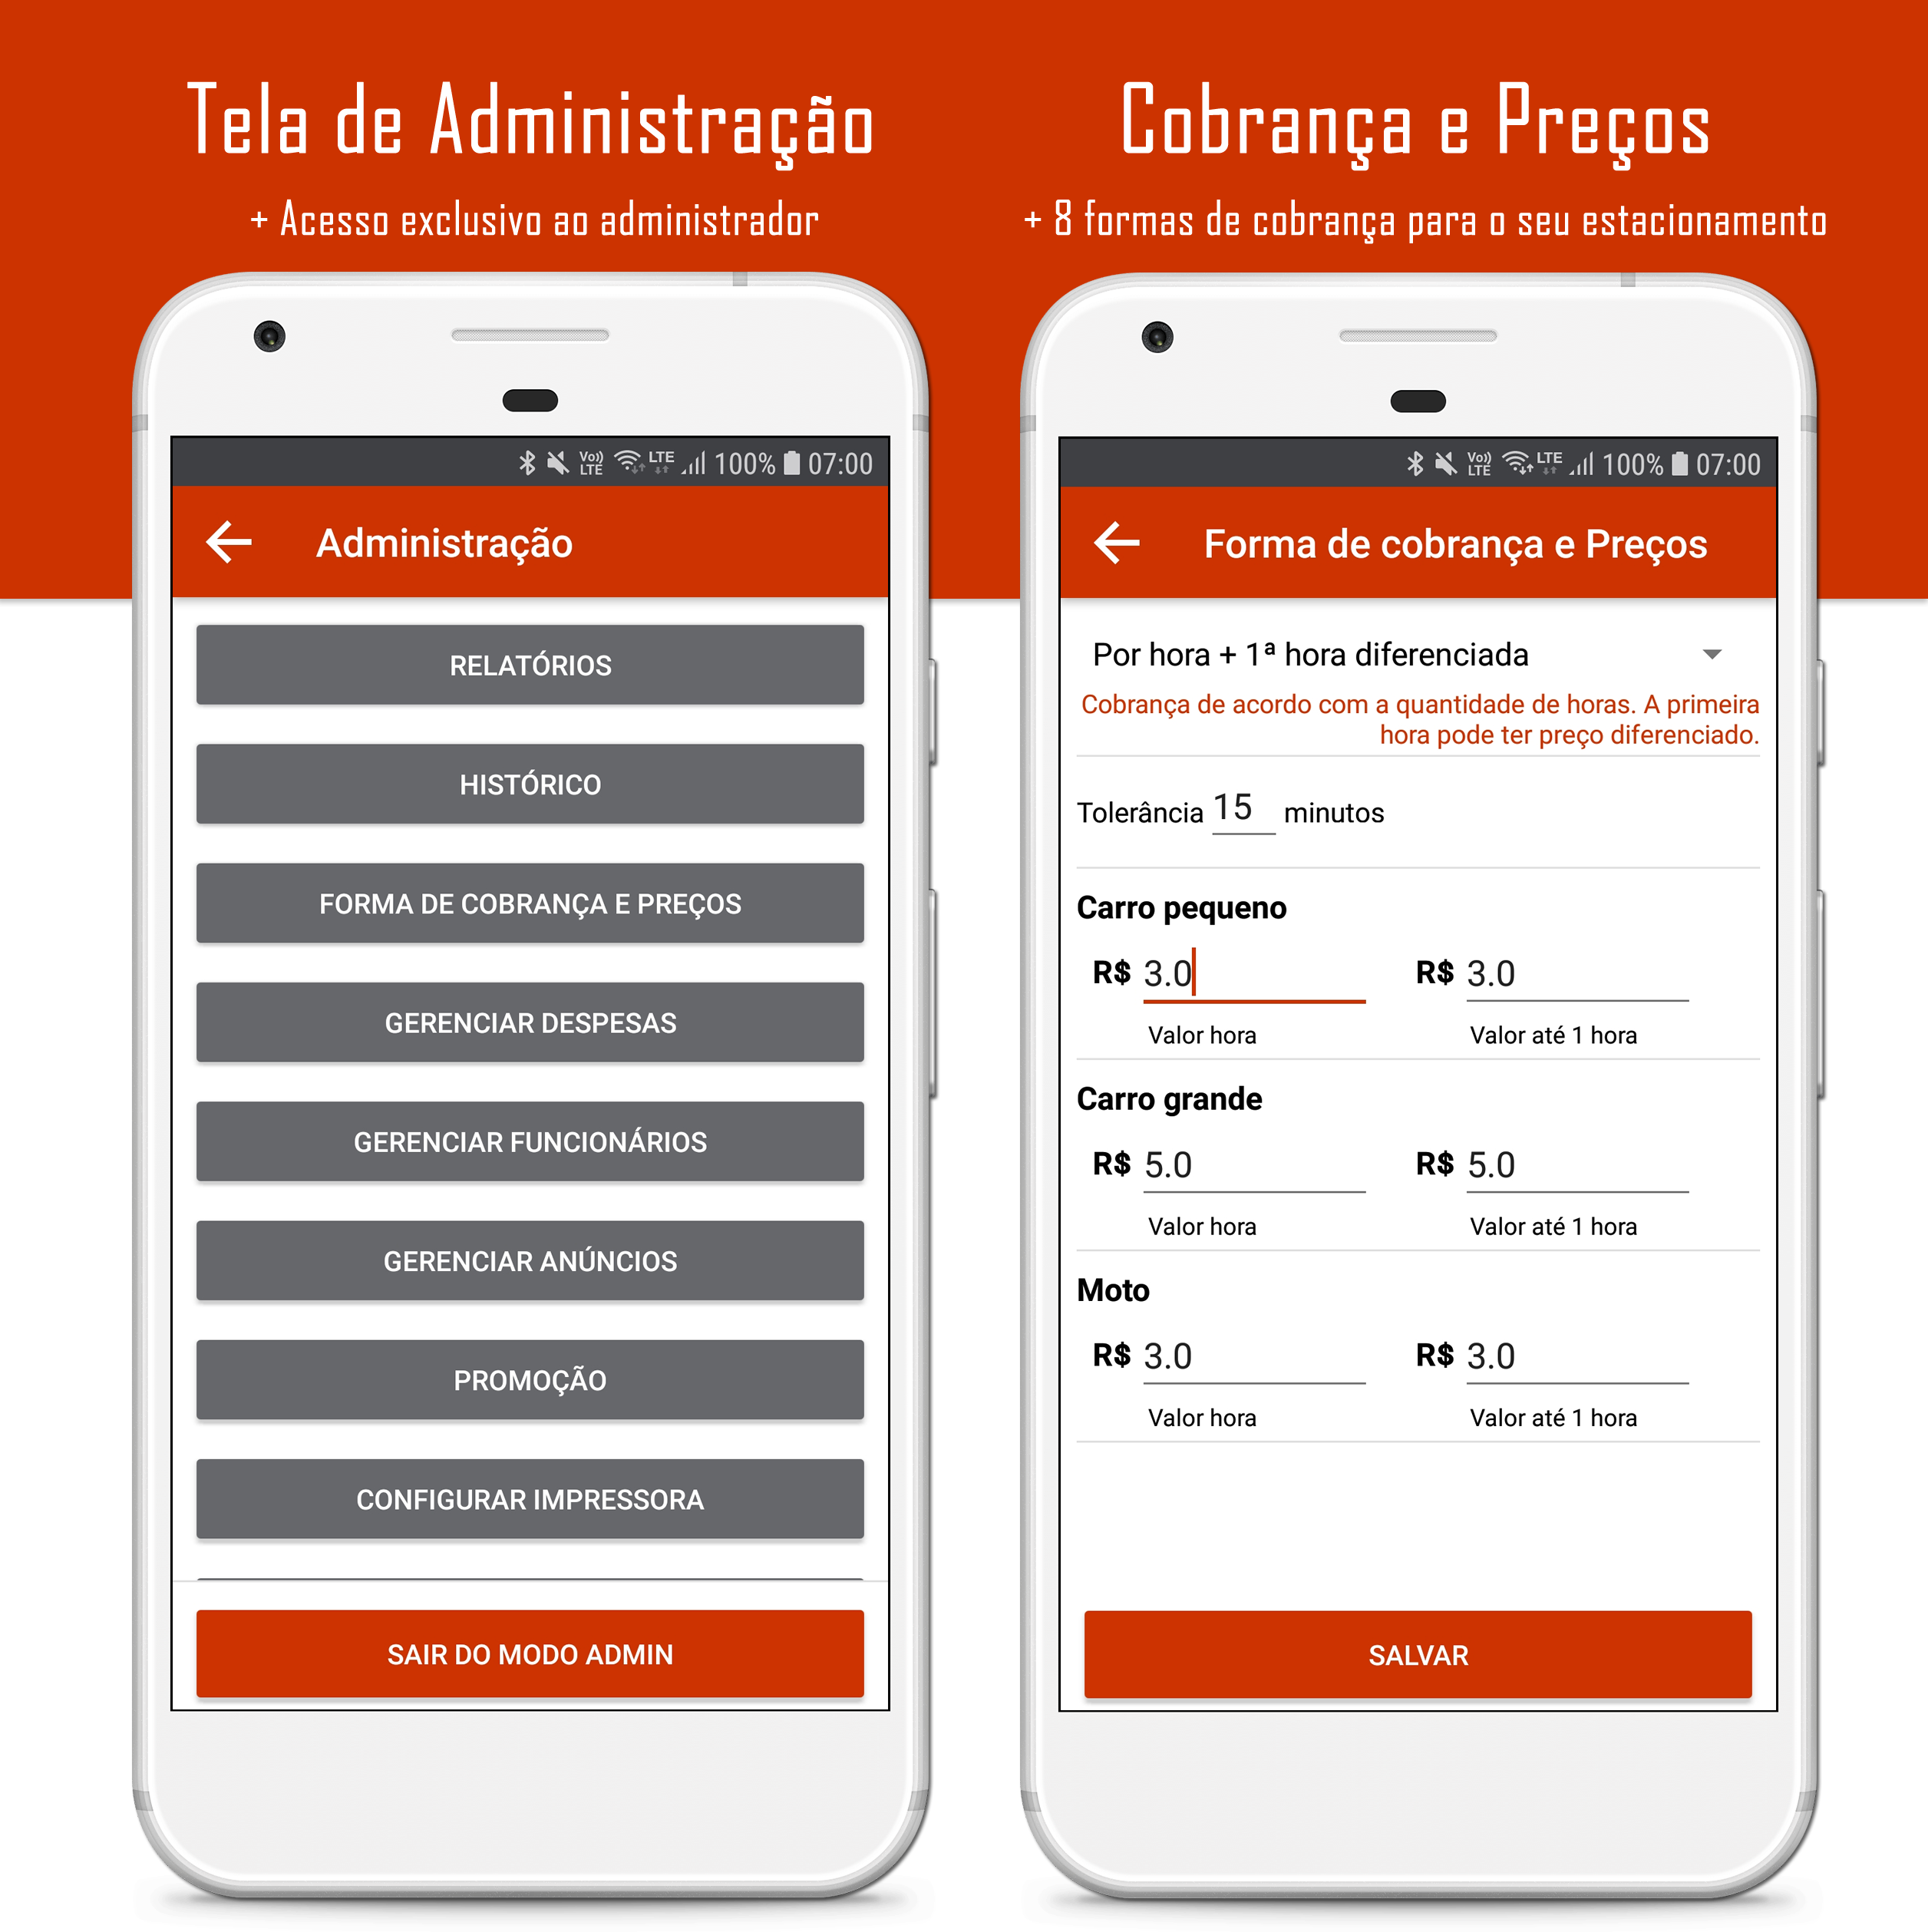 Tela de Administração
+ Acesso exclusivo ao administrador
Vo)) LTE LTE 100% 07:00
Administração
RELATÓRIOS
HISTÓRICO
FORMA DE COBRANÇA E PREÇOS
GERENCIAR DESPESAS
GERENCIAR FUNCIONÁRIOS
GERENCIAR ANÚNCIOS
PROMOÇÃO
CONFIGURAR IMPRESSORA
SAIR DO MODO ADMIN
Cobrança e Preços
+ 8 formas de cobrança para o seu estacionamento
Vo)) LTE LTE 100% 07:00
Forma de cobrança e Preços
Por hora + 1ª hora diferenciada
Cobrança de acordo com a quantidade de horas. A primeira
hora pode ter preço diferenciado.
Tolerância 15 minutos
Carro pequeno
R$ 3.0 R$ 3.0
Valor hora Valor até 1 hora
Carro grande
R$ 5.0 R$ 5.0
Valor hora Valor até 1 hora
Moto
R$ 3.0 R$ 3.0
Valor hora Valor até 1 hora
SALVAR